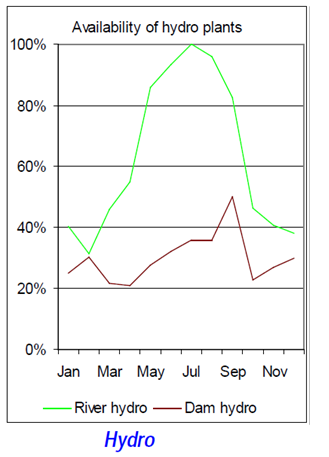 Availability of hydro plants
100%
80%
60%
40%
20%
0%
Jan Mar May Jul Sep Nov
River hydro Dam hydro
Hydro